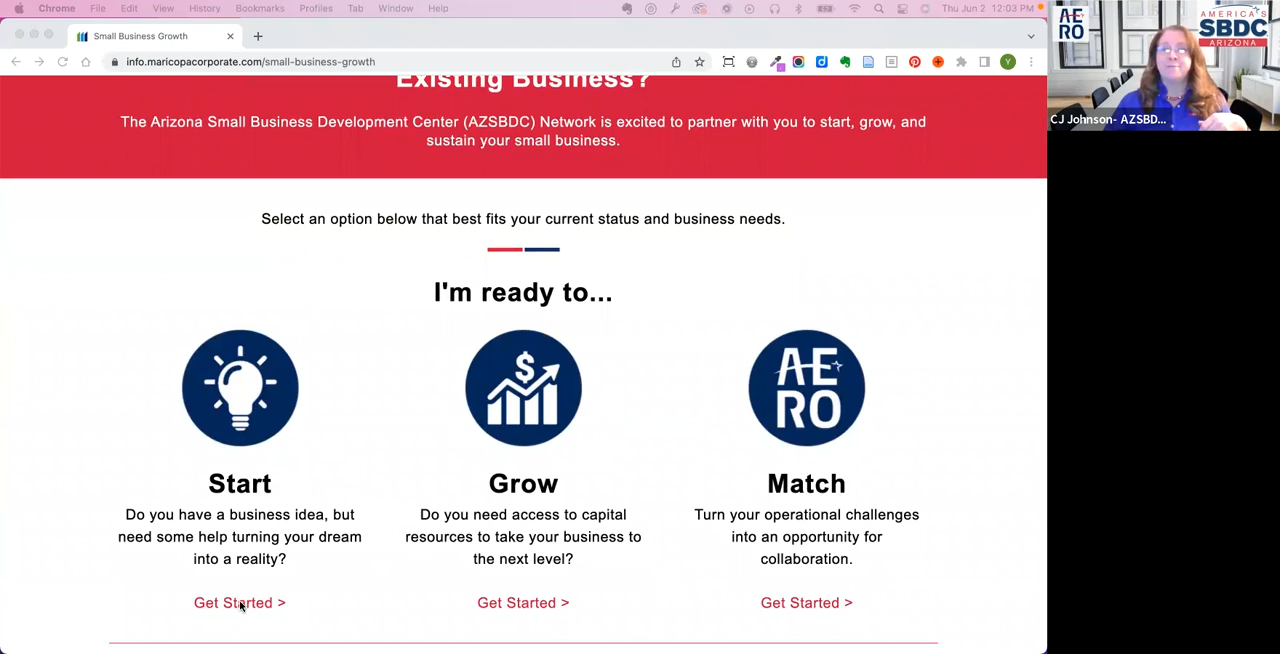 Chrome File Edit View History Bookmarks Profiles Tab Window Help Thu Jun 2 12:03 PM
Small Business Growth
info.maricopacorporate.com/small-business-growth
Y
Existing Business?
The Arizona Small Business Development Center (AZSBDC) Network is excited to partner with you to start, grow, and
sustain your small business.
Select an option below that best fits your current status and business needs.
I'm ready to...
$
AE
RO
Start
Grow
Match
Do you have a business idea, but
need some help turning your dream
into a reality?
Do you need access to capital
resources to take your business to
the next level?
Turn your operational challenges
into an opportunity for
collaboration.
Get Started >
Get Started >
Get Started >
AE
RO
AMERICA'S
SBDC
ARIZONA
CJ Johnson- AZSBD...